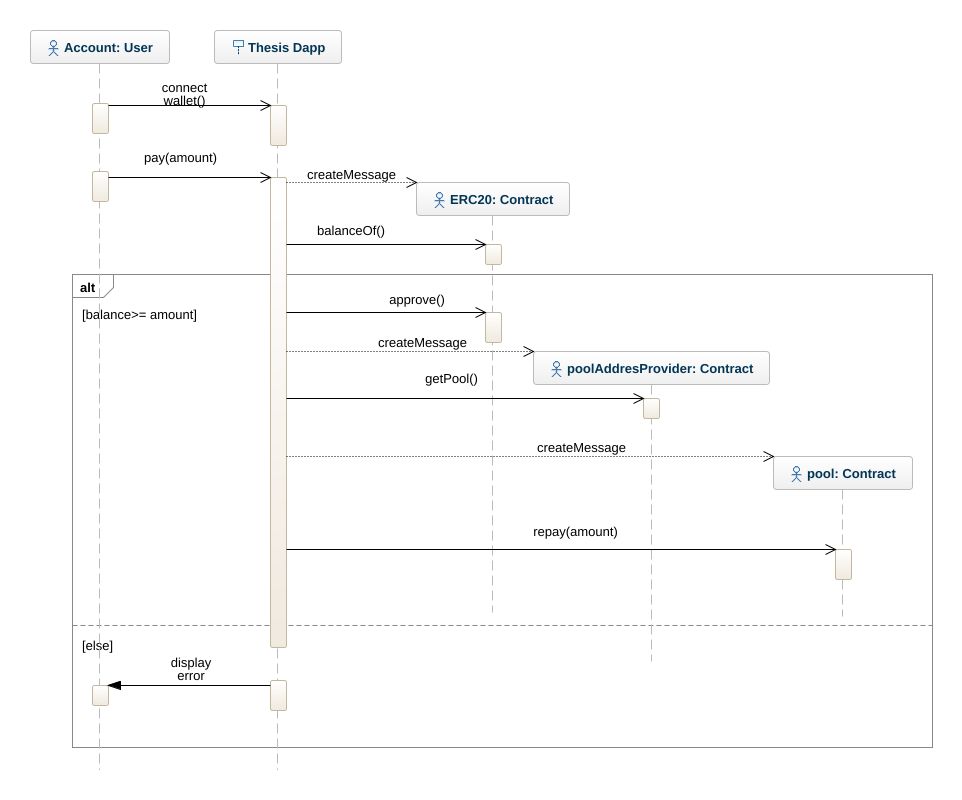 Account: User
Thesis Dapp
connect
wallet()
pay(amount)
createMessage
ERC20: Contract
balanceOf()
alt
[balance>= amount]
approve()
createMessage
poolAddresProvider: Contract
getPool()
createMessage
pool: Contract
repay(amount)
[else]
display
error